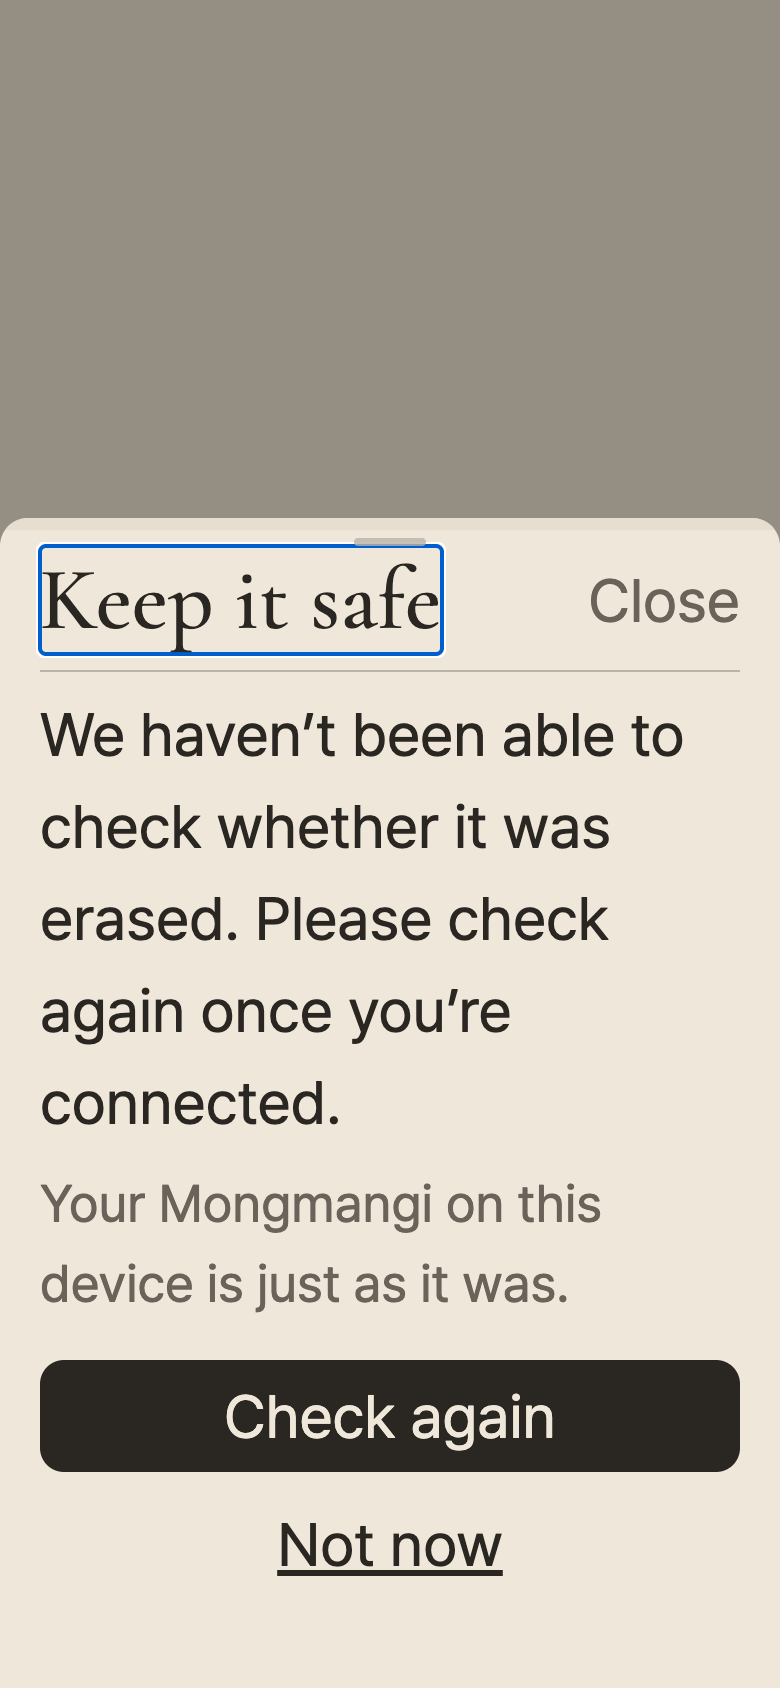 Keep it safe
Close
We haven’t been able to
check whether it was
erased. Please check
again once you’re
connected.
Your Mongmangi on this
device is just as it was.
Check again
Not now